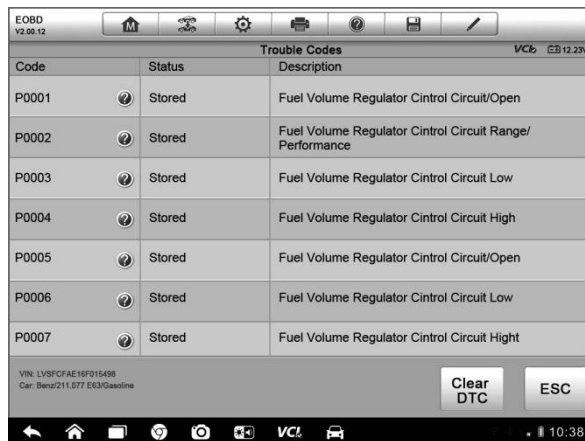 EOBD
V2.00.12
M
Trouble Codes
VCI
12.23V
Code Status Description
P0001 Stored Fuel Volume Regulator Cintrol Circuit/Open
P0002 Stored Fuel Volume Regulator Cintrol Circuit Range/
Performance
P0003 Stored Fuel Volume Regulator Cintrol Circuit Low
P0004 Stored Fuel Volume Regulator Cintrol Circuit High
P0005 Stored Fuel Volume Regulator Cintrol Circuit/Open
P0006 Stored Fuel Volume Regulator Cintrol Circuit Low
P0007 Stored Fuel Volume Regulator Cintrol Circuit Hight
VIN: LVSFCFAE16F015498
Car: Benz/211.077 E63/Gasoline
Clear
DTC
ESC
VCI
10:38